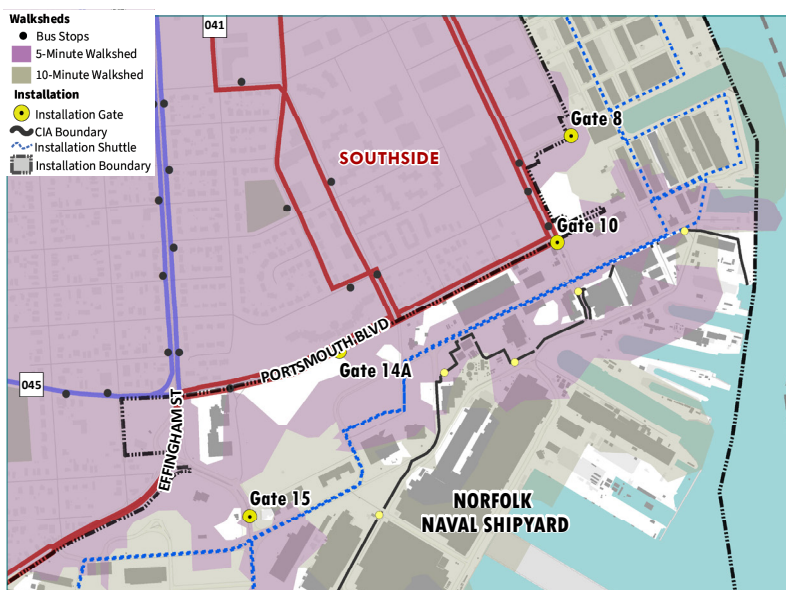 Walksheds
Bus Stops
5-Minute Walkshed
10-Minute Walkshed
Installation
Installation Gate
CIA Boundary
Installation Shuttle
Installation Boundary
041
SOUTHSIDE
Gate 8
Gate 10
PORTSMOUTH BLVD
Gate 14A
045
EFFINGHAM ST
Gate 15
NORFOLK
NAVAL SHIPYARD